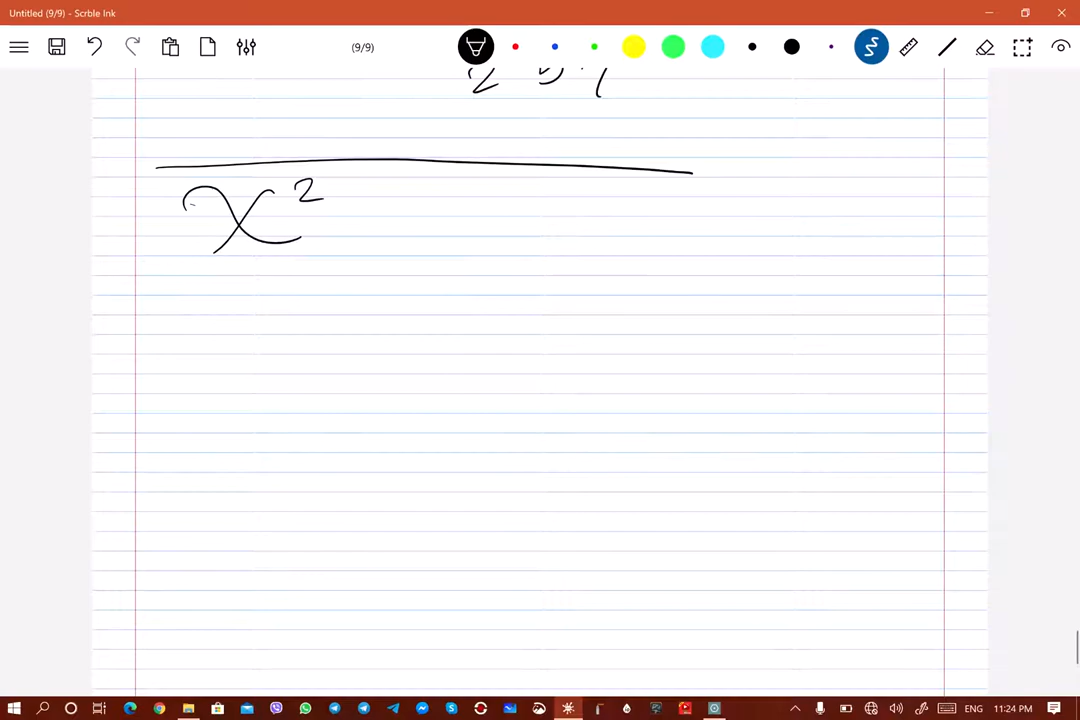 Untitled (9/9) - Scrble Ink
(9/9)
x²
ENG 11:24 PM